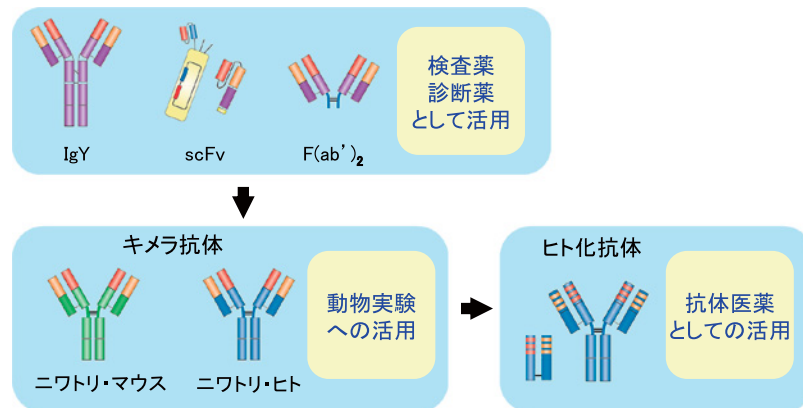 検査薬
診断薬
として活用
IgY
scFv
F(ab’)₂
キメラ抗体
動物実験
への活用
ニワトリ・マウス
ニワトリ・ヒト
ヒト化抗体
抗体医薬
としての活用